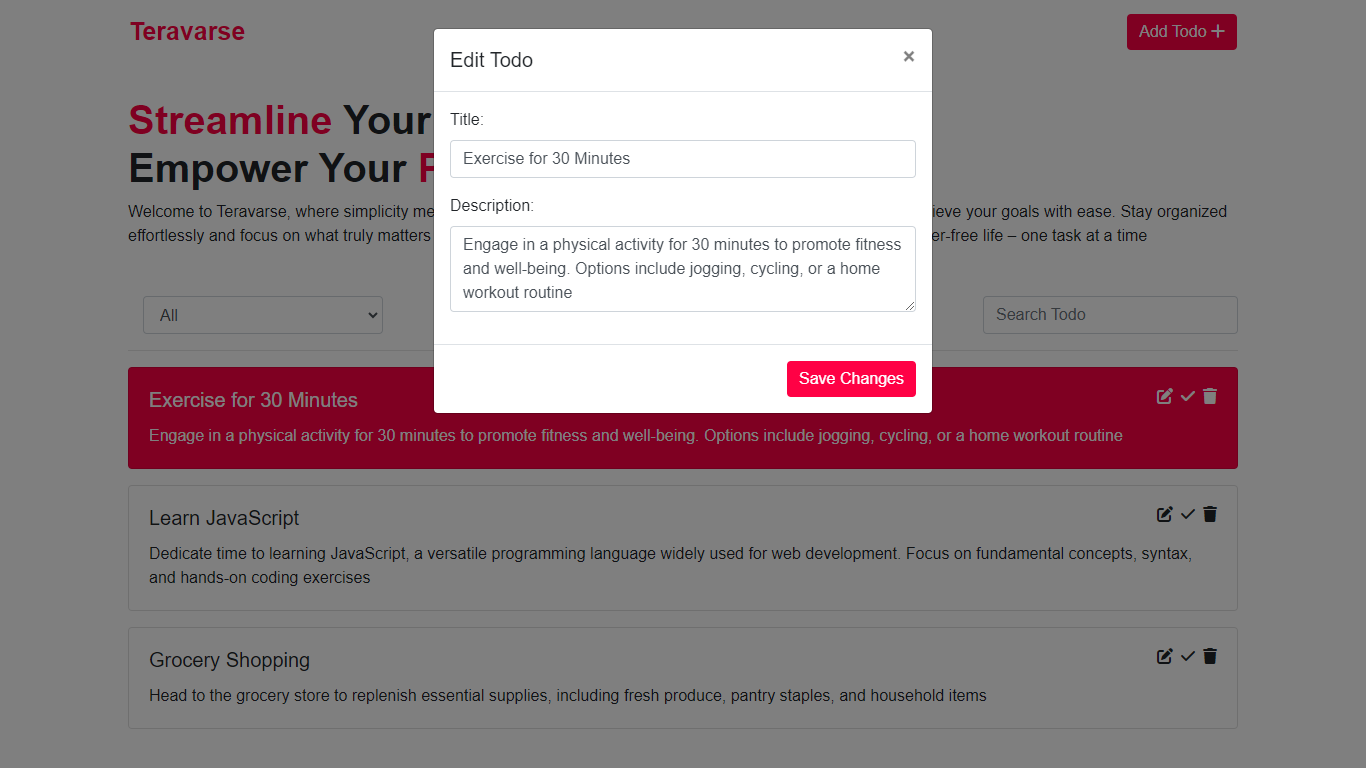 Teravarse
Add Todo
Edit Todo
×
Streamline Your
Empower Your
Welcome to Teravarse, where simplicity
ieve your goals with ease. Stay organized
effortlessly and focus on what truly matters
er-free life – one task at a time
Title:
Exercise for 30 Minutes
Description:
Engage in a physical activity for 30 minutes to promote fitness
and well-being. Options include jogging, cycling, or a home
workout routine
Save Changes
All
Search Todo
Exercise for 30 Minutes
Engage in a physical activity for 30 minutes to promote fitness and well-being. Options include jogging, cycling, or a home workout routine
Learn JavaScript
Dedicate time to learning JavaScript, a versatile programming language widely used for web development. Focus on fundamental concepts, syntax,
and hands-on coding exercises
Grocery Shopping
Head to the grocery store to replenish essential supplies, including fresh produce, pantry staples, and household items